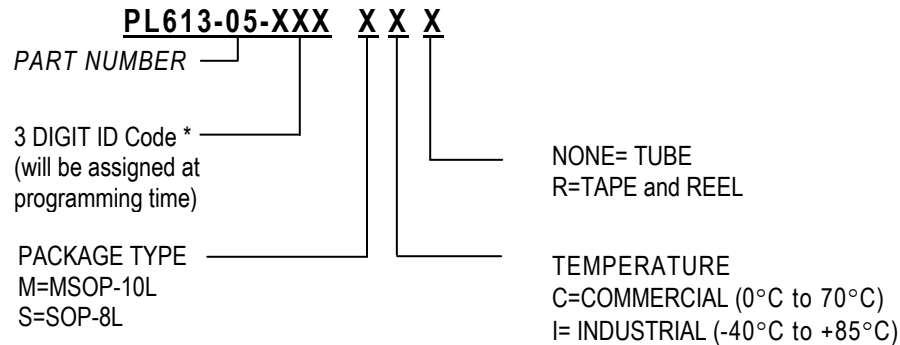 PL613-05-XXX X X X
PART NUMBER
3 DIGIT ID Code *
(will be assigned at
programming time)
PACKAGE TYPE
M=MSOP-10L
S=SOP-8L
NONE= TUBE
R=TAPE and REEL
TEMPERATURE
C=COMMERCIAL (0°C to 70°C)
I= INDUSTRIAL (-40°C to +85°C)